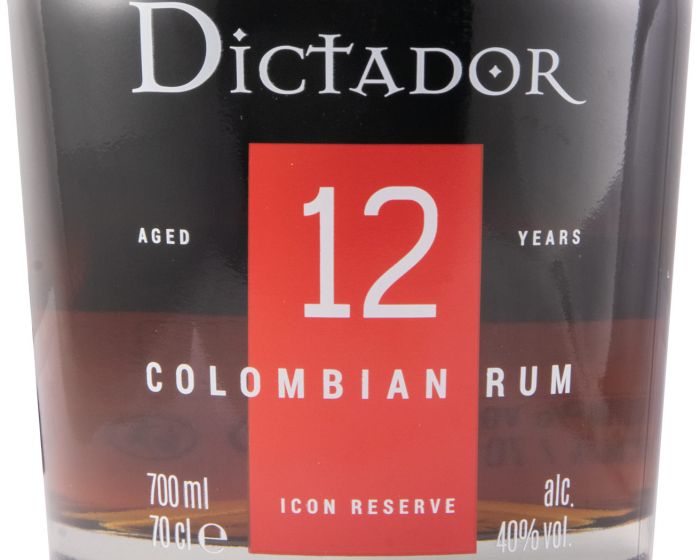 DICTADOR
AGED 12 YEARS
COLOMBIAN RUM
700 ml
70 cl ℮
ICON RESERVE
alc.
40% vol.